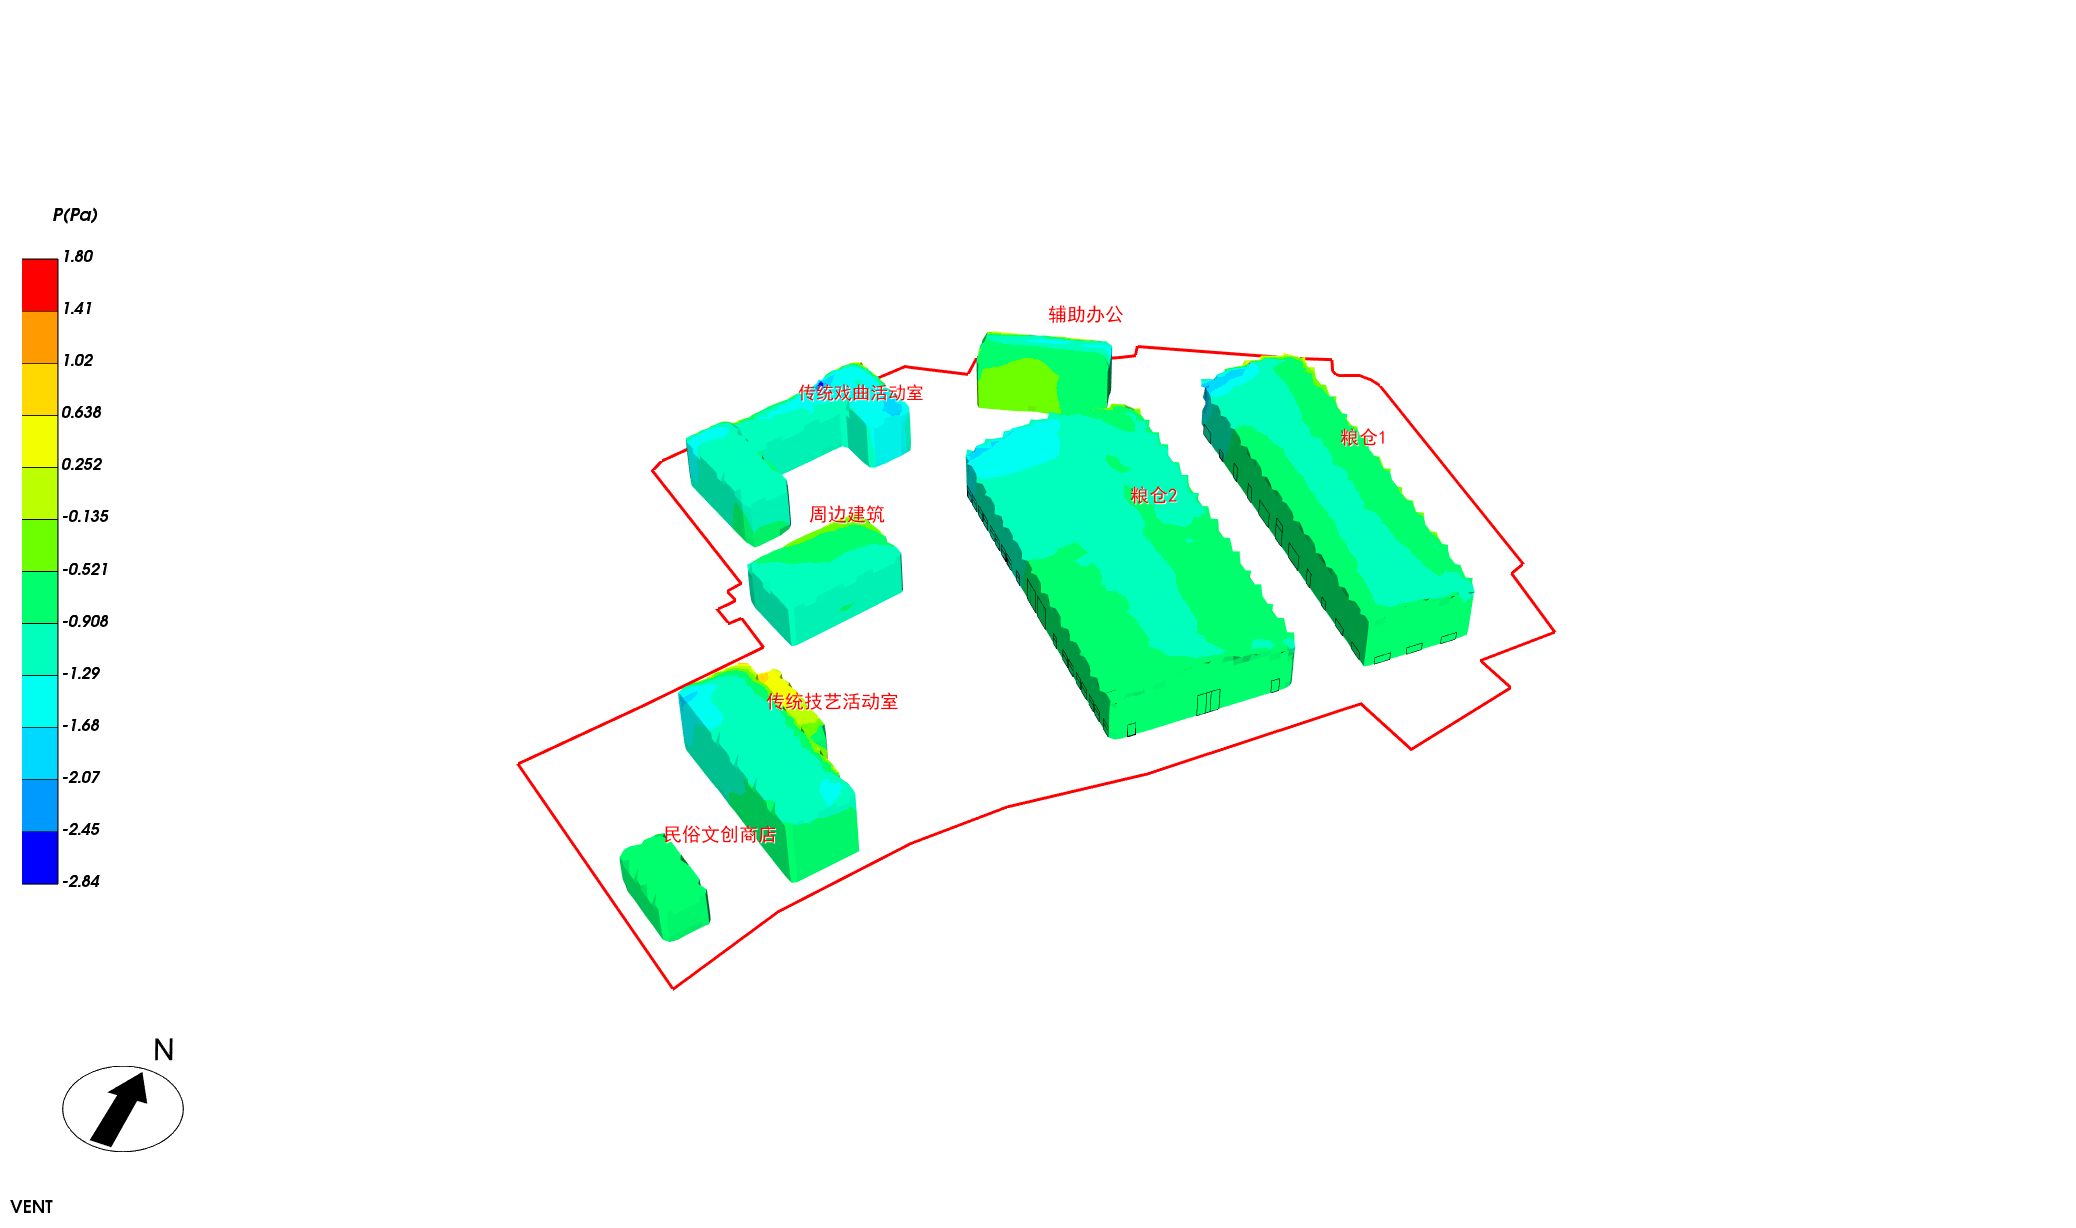 P(Pa)
1.80
1.41
1.02
0.638
0.252
-0.135
-0.521
-0.908
-1.29
-1.68
-2.07
-2.45
-2.84
辅助办公
传统戏曲活动室
粮仓1
粮仓2
周边建筑
传统技艺活动室
民俗文创商店
N
VENT